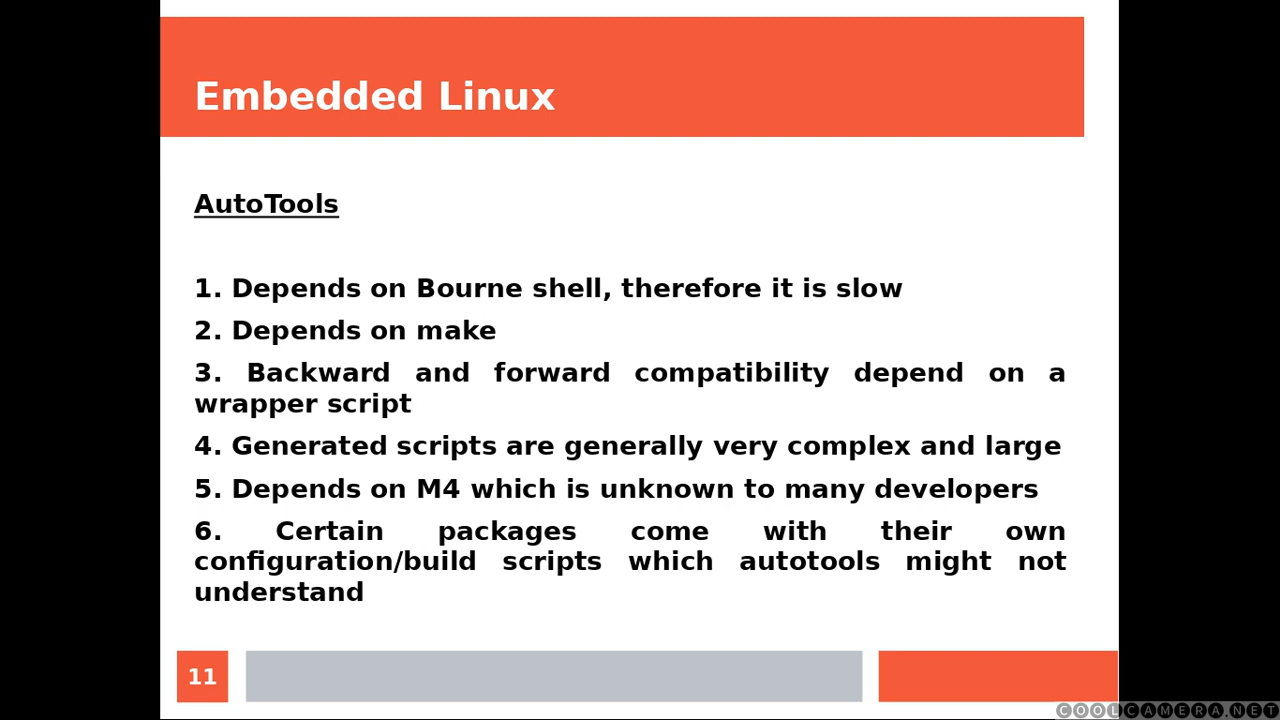 Embedded Linux
AutoTools
1. Depends on Bourne shell, therefore it is slow
2. Depends on make
3. Backward and forward compatibility depend on a
wrapper script
4. Generated scripts are generally very complex and large
5. Depends on M4 which is unknown to many developers
6. Certain packages come with their own
configuration/build scripts which autotools might not
understand
11
COOLCAMERA.NET